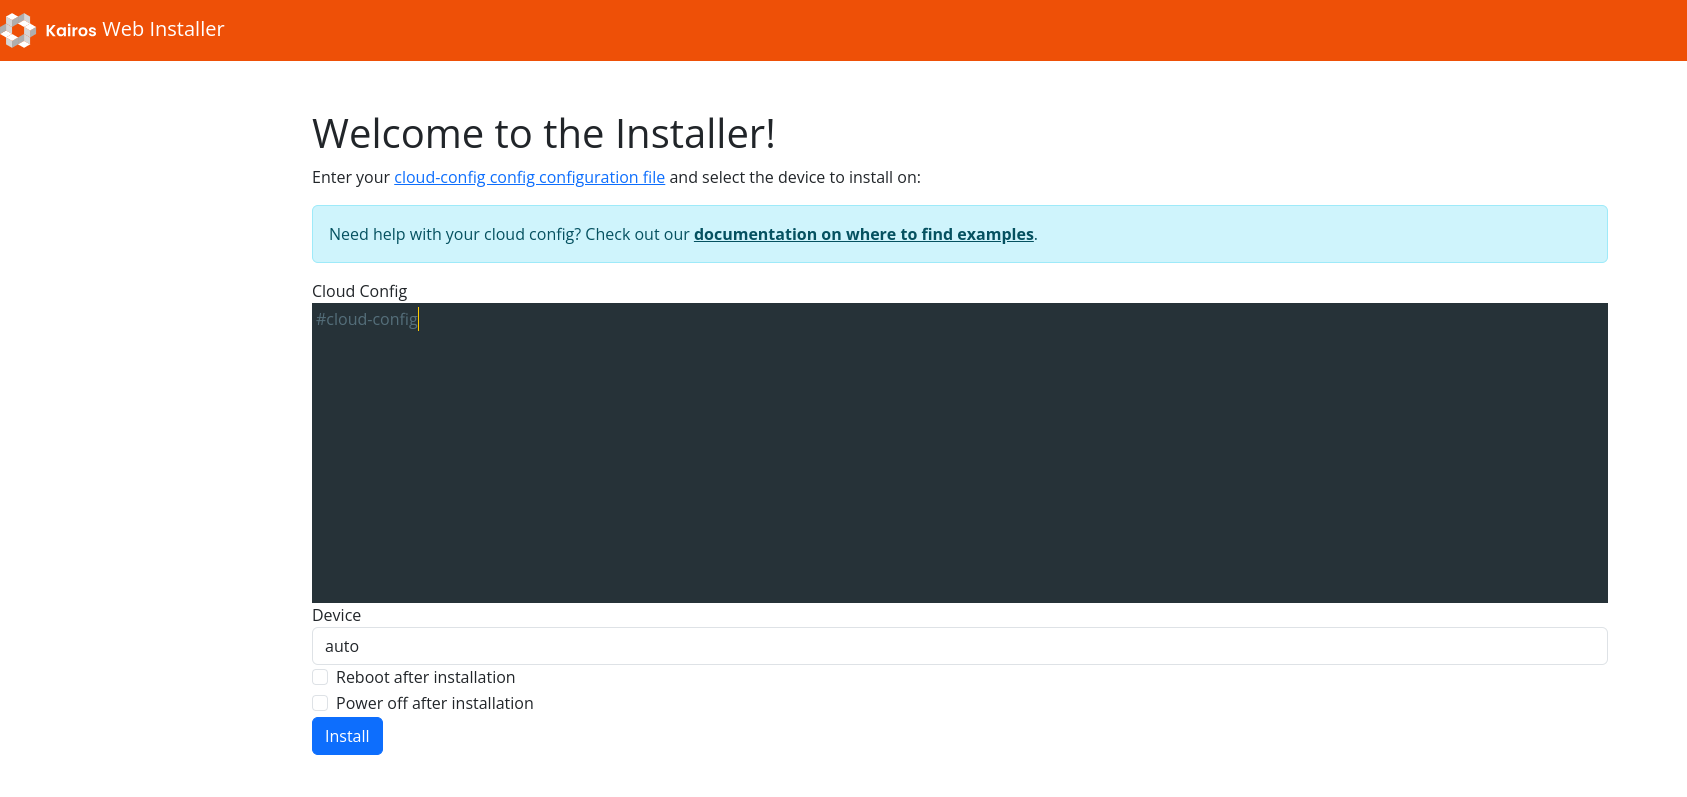 Kairos Web Installer
Welcome to the Installer!
Enter your cloud-config config configuration file and select the device to install on:
Need help with your cloud config? Check out our documentation on where to find examples.
Cloud Config
#cloud-config
Device
auto
Reboot after installation
Power off after installation
Install